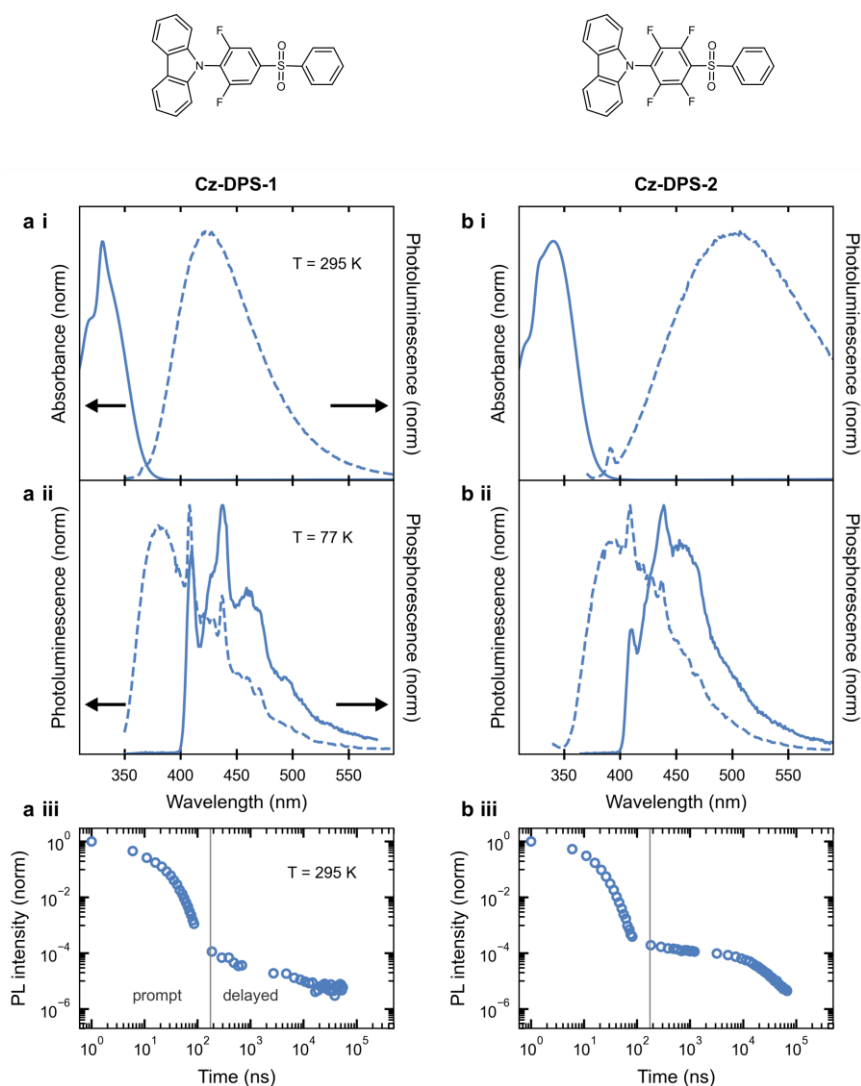 F
F
N
S
O
O
F
F
F
F
N
S
O
O
Cz-DPS-1
Cz-DPS-2
a i
b i
T = 295 K
Absorbance (norm)
Photoluminescence (norm)
Absorbance (norm)
Photoluminescence (norm)
a ii
b ii
T = 77 K
Photoluminescence (norm)
Phosphorescence (norm)
Photoluminescence (norm)
Phosphorescence (norm)
350 400 450 500 550
350 400 450 500 550
Wavelength (nm)
Wavelength (nm)
a iii
b iii
T = 295 K
PL intensity (norm)
10^0
10^-2
10^-4
10^-6
prompt delayed
10^0 10^1 10^2 10^3 10^4 10^5
Time (ns)
PL intensity (norm)
10^0
10^-2
10^-4
10^-6
10^0 10^1 10^2 10^3 10^4 10^5
Time (ns)